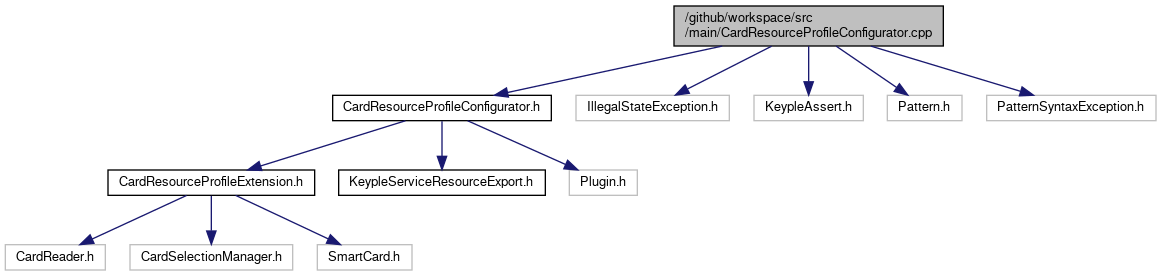 /github/workspace/src
/main/CardResourceProfileConfigurator.cpp
CardResourceProfileConfigurator.h
IllegalStateException.h
KeypleAssert.h
Pattern.h
PatternSyntaxException.h
CardResourceProfileExtension.h
KeypleServiceResourceExport.h
Plugin.h
CardReader.h
CardSelectionManager.h
SmartCard.h